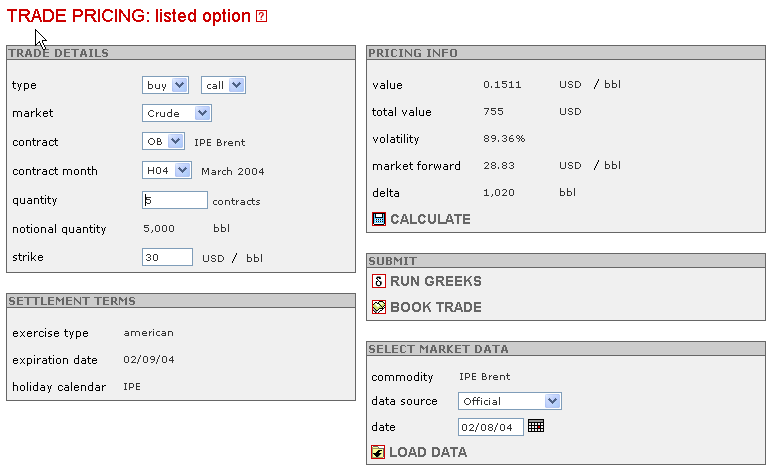 TRADE PRICING: listed option ?
TRADE DETAILS
type buy call
market Crude
contract OB IPE Brent
contract month H04 March 2004
quantity 5 contracts
notional quantity 5,000 bbl
strike 30 USD / bbl
SETTLEMENT TERMS
exercise type american
expiration date 02/09/04
holiday calendar IPE
PRICING INFO
value 0.1511 USD / bbl
total value 755 USD
volatility 89.36%
market forward 28.83 USD / bbl
delta 1,020 bbl
CALCULATE
SUBMIT
δ RUN GREEKS
BOOK TRADE
SELECT MARKET DATA
commodity IPE Brent
data source Official
date 02/08/04
LOAD DATA